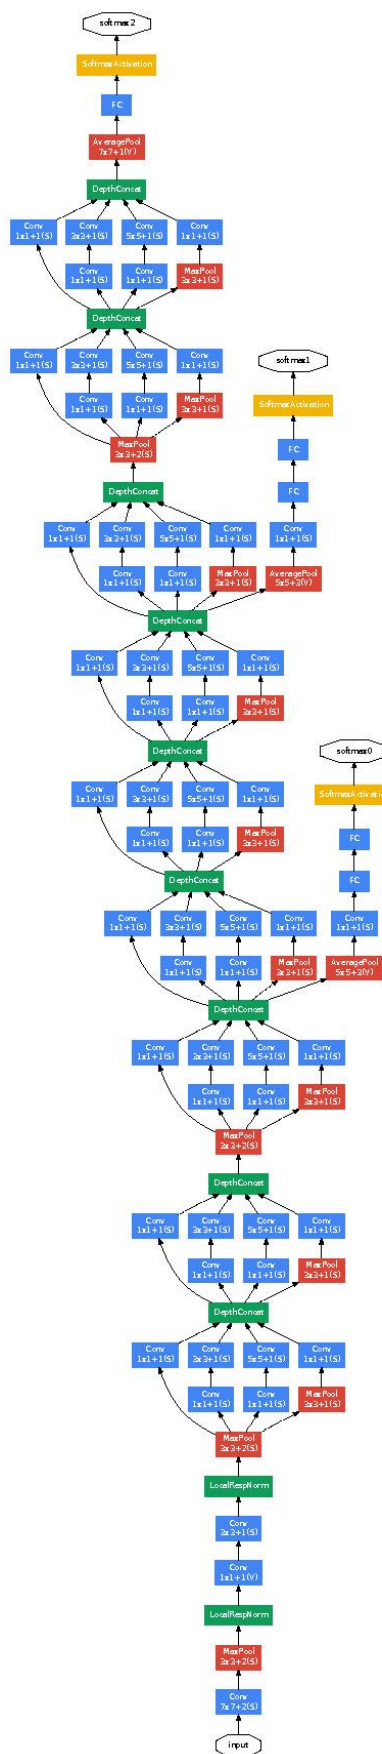 softmax2
SoftmaxActivation
FC
AveragePool
7x7+1(V)
DepthConcat
Conv Conv Conv Conv
1x1+1(S) 3x3+1(S) 5x5+1(S) 1x1+1(S)
Conv Conv MaxPool
1x1+1(S) 1x1+1(S) 3x3+1(S)
DepthConcat
Conv Conv Conv Conv
1x1+1(S) 3x3+1(S) 5x5+1(S) 1x1+1(S)
softmax1
Conv Conv MaxPool
1x1+1(S) 1x1+1(S) 3x3+1(S)
SoftmaxActivation
MaxPool
3x3+2(S)
FC
DepthConcat
FC
Conv Conv Conv Conv Conv
1x1+1(S) 3x3+1(S) 5x5+1(S) 1x1+1(S) 1x1+1(S)
Conv Conv MaxPool AveragePool
1x1+1(S) 1x1+1(S) 3x3+1(S) 5x5+3(V)
DepthConcat
Conv Conv Conv Conv
1x1+1(S) 3x3+1(S) 5x5+1(S) 1x1+1(S)
Conv Conv MaxPool
1x1+1(S) 1x1+1(S) 3x3+1(S)
DepthConcat
softmax0
Conv Conv Conv Conv
1x1+1(S) 3x3+1(S) 5x5+1(S) 1x1+1(S)
SoftmaxActivation
Conv Conv MaxPool
1x1+1(S) 1x1+1(S) 3x3+1(S)
FC
DepthConcat
FC
Conv Conv Conv Conv Conv
1x1+1(S) 3x3+1(S) 5x5+1(S) 1x1+1(S) 1x1+1(S)
Conv Conv MaxPool AveragePool
1x1+1(S) 1x1+1(S) 3x3+1(S) 5x5+3(V)
DepthConcat
Conv Conv Conv Conv
1x1+1(S) 3x3+1(S) 5x5+1(S) 1x1+1(S)
Conv Conv MaxPool
1x1+1(S) 1x1+1(S) 3x3+1(S)
MaxPool
3x3+2(S)
DepthConcat
Conv Conv Conv Conv
1x1+1(S) 3x3+1(S) 5x5+1(S) 1x1+1(S)
Conv Conv MaxPool
1x1+1(S) 1x1+1(S) 3x3+1(S)
DepthConcat
Conv Conv Conv Conv
1x1+1(S) 3x3+1(S) 5x5+1(S) 1x1+1(S)
Conv Conv MaxPool
1x1+1(S) 1x1+1(S) 3x3+1(S)
MaxPool
3x3+2(S)
LocalRespNorm
Conv
3x3+1(S)
Conv
1x1+1(V)
LocalRespNorm
MaxPool
3x3+2(S)
Conv
7x7+2(S)
input